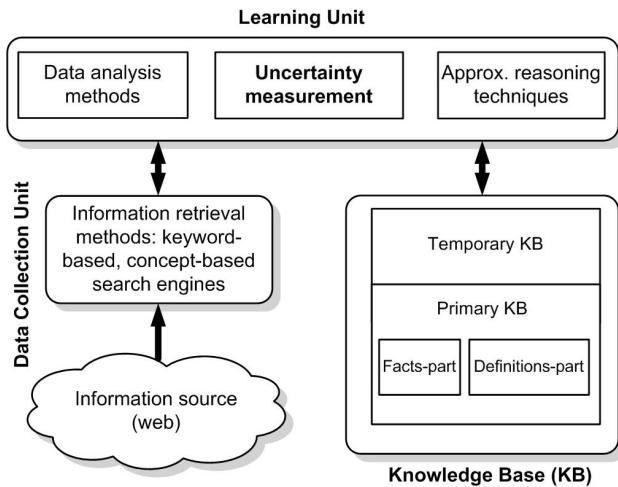 Learning Unit
Data analysis
methods
Uncertainty
measurement
Approx. reasoning
techniques
Data Collection Unit
Information retrieval
methods: keyword-
based, concept-based
search engines
Information source
(web)
Temporary KB
Primary KB
Facts-part
Definitions-part
Knowledge Base (KB)